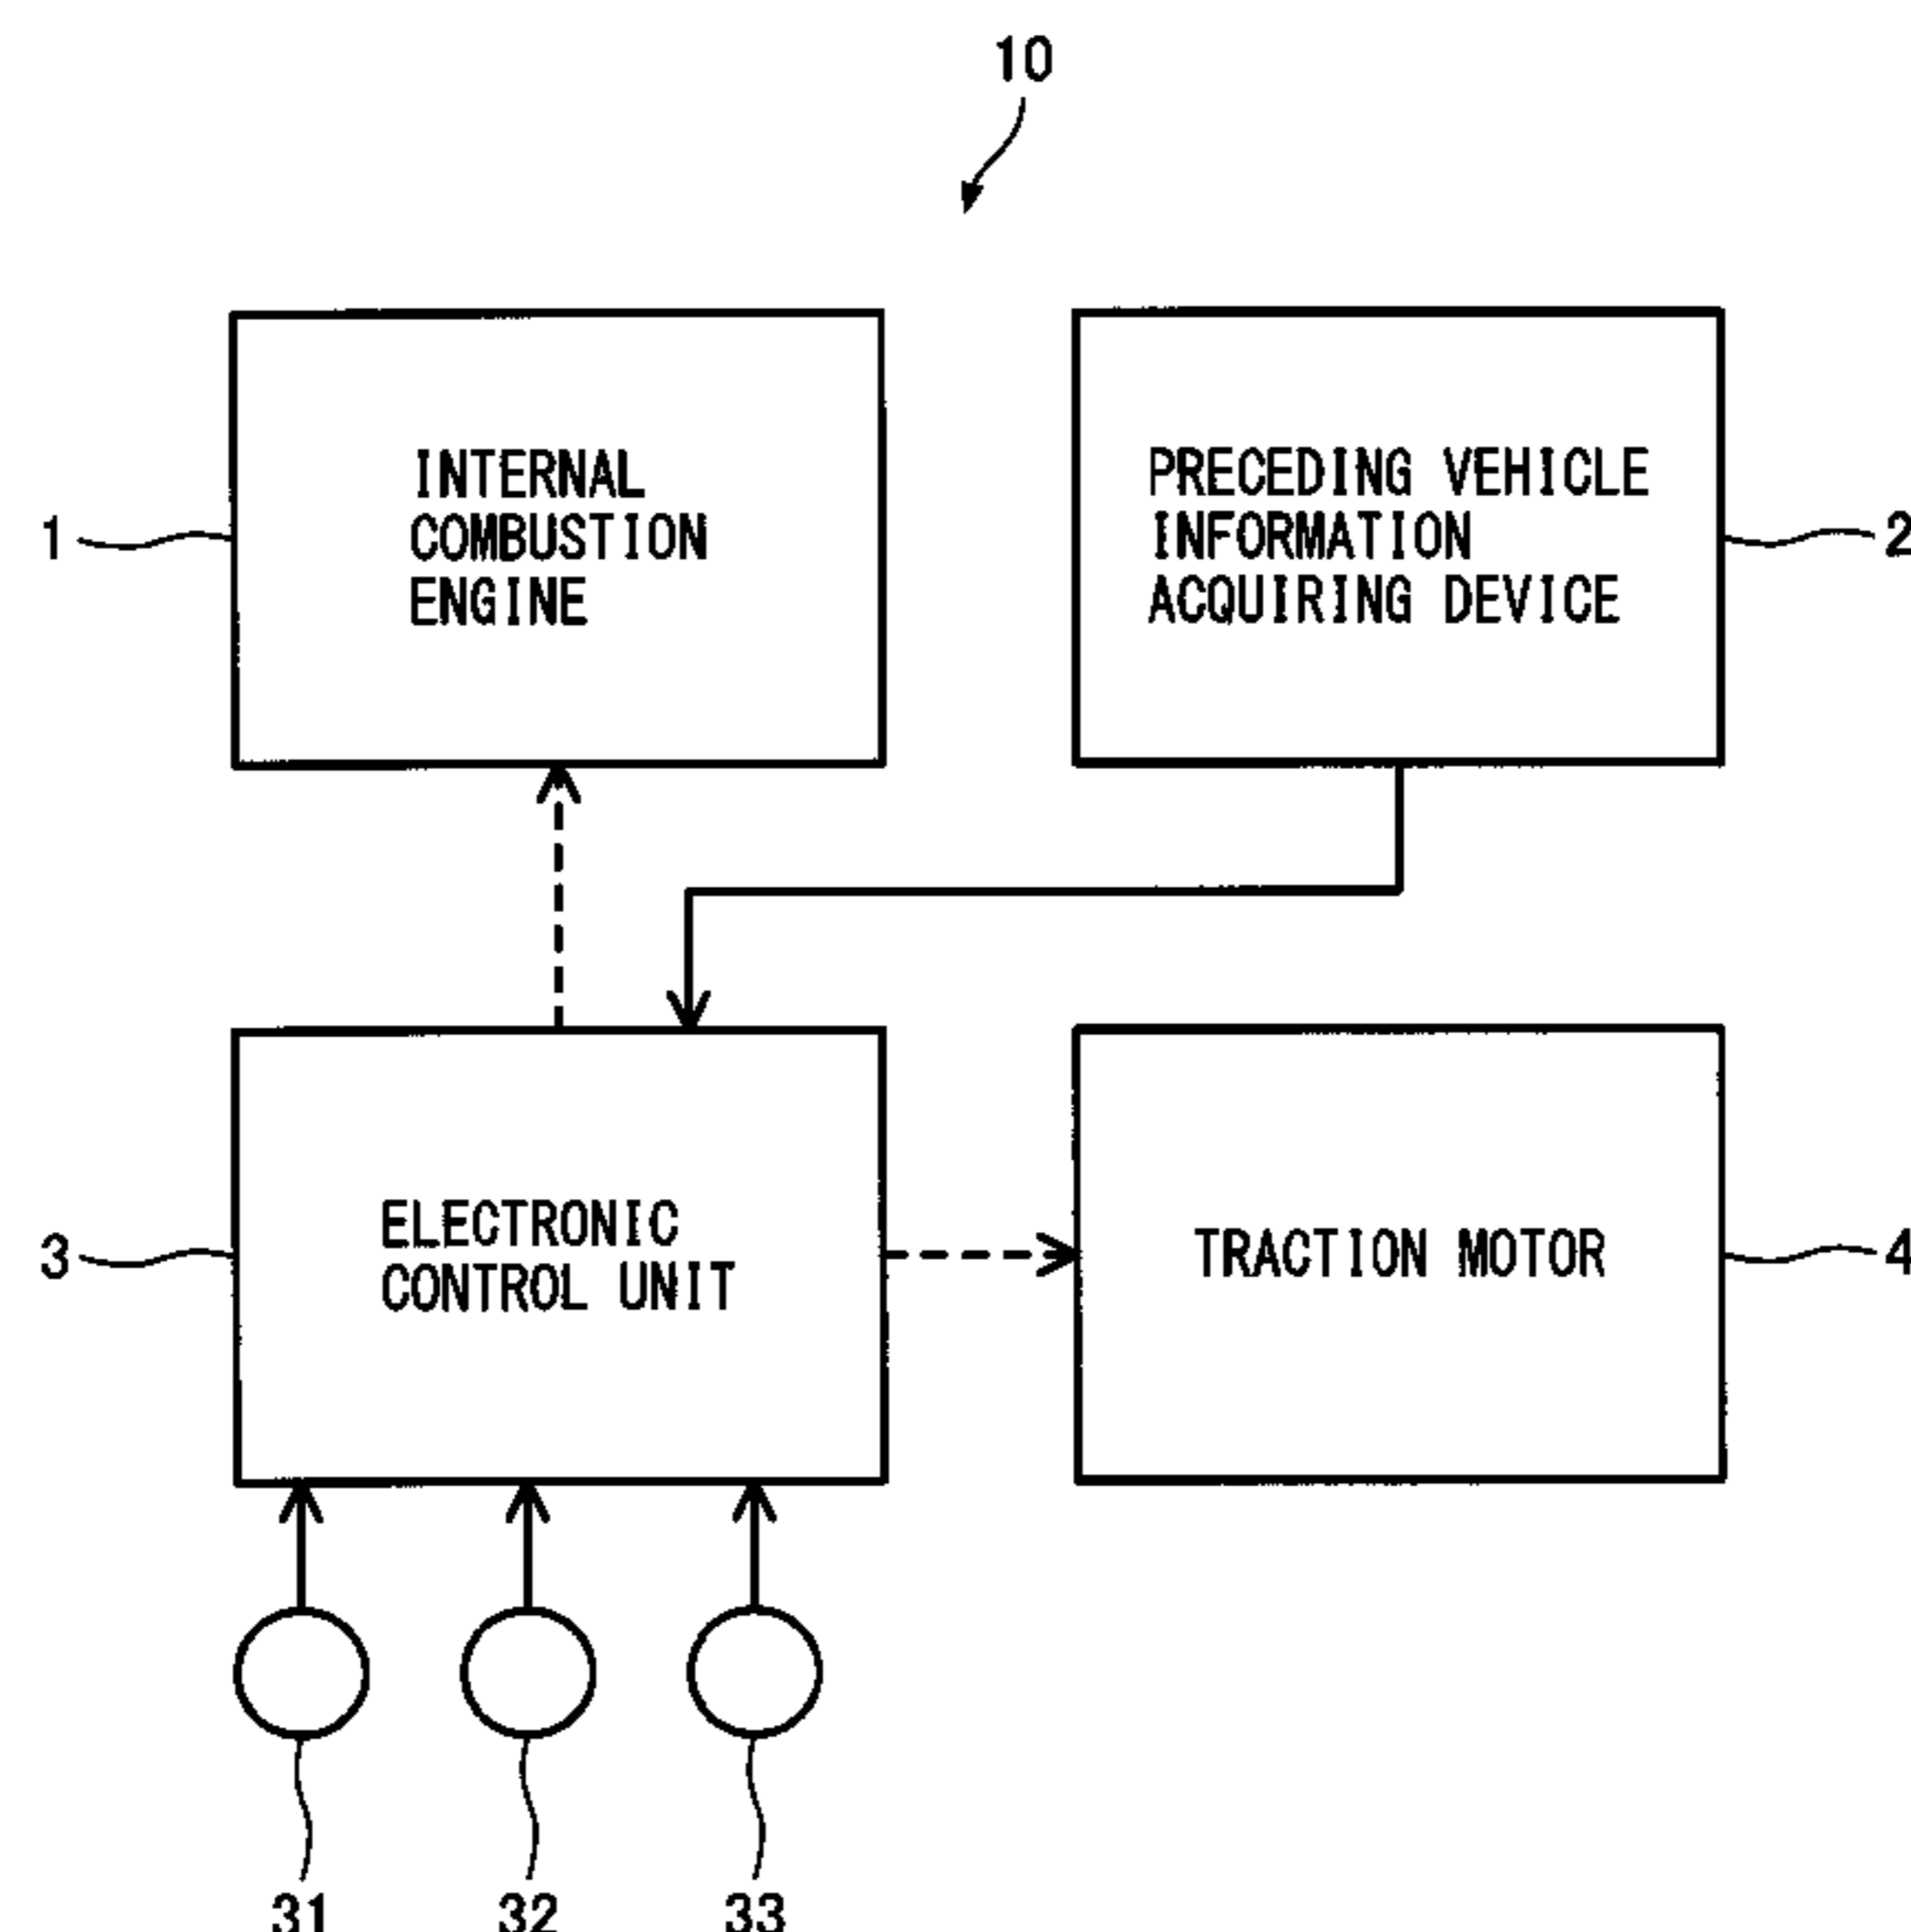 10
INTERNAL
COMBUSTION
ENGINE
1
PRECEDING VEHICLE
INFORMATION
ACQUIRING DEVICE
2
ELECTRONIC
CONTROL UNIT
3
TRACTION MOTOR
4
31
32
33